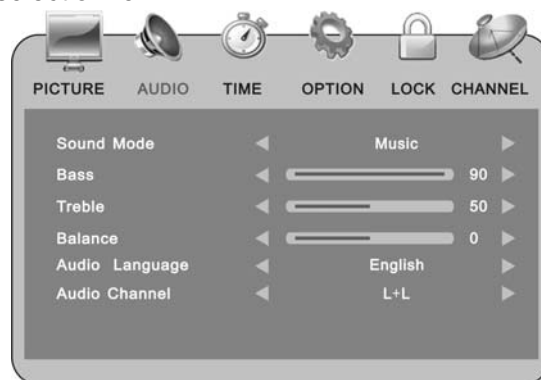 PICTURE AUDIO TIME OPTION LOCK CHANNEL
Sound Mode Music
Bass 90
Treble 50
Balance 0
Audio Language English
Audio Channel L+L